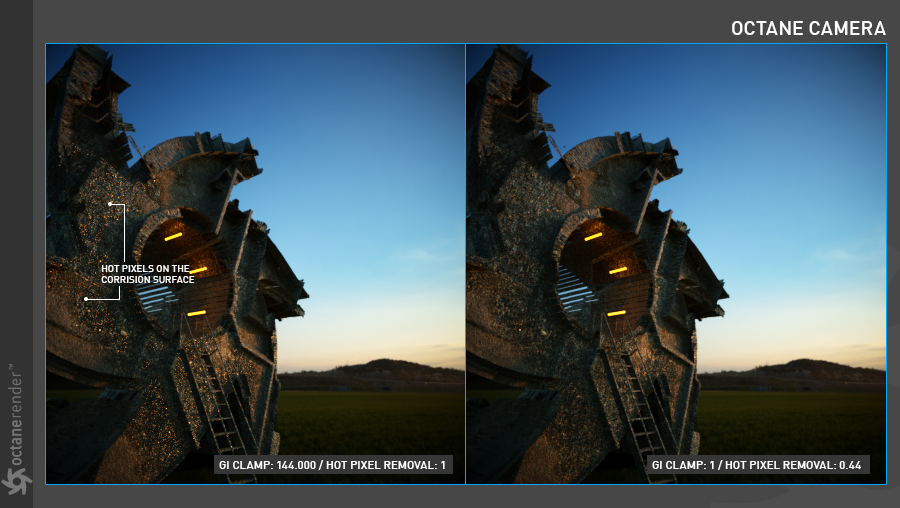 OCTANE CAMERA
HOT PIXELS ON THE
CORRISION SURFACE
GI CLAMP: 144.000 / HOT PIXEL REMOVAL: 1
GI CLAMP: 1 / HOT PIXEL REMOVAL: 0.44
octanerender™